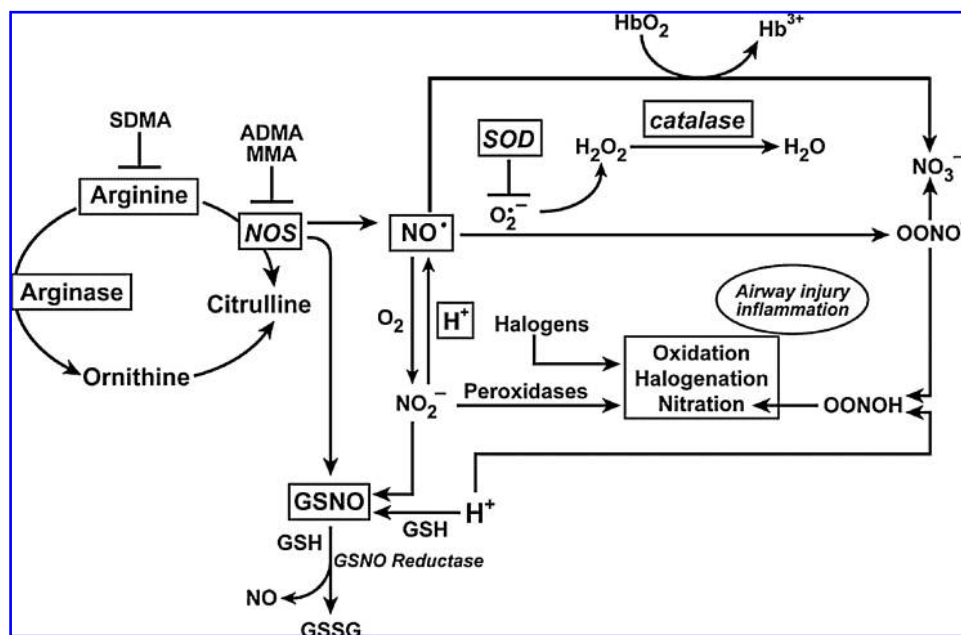 HbO2
Hb3+
SDMA
ADMA
MMA
SOD
catalase
H2O2
H2O
NO3−
Arginine
NOS
NO•
O2•−
OONO
Arginase
Citrulline
O2
H+
Airway injury
inflammation
Halogens
Oxidation
Halogenation
Nitration
Ornithine
NO2−
Peroxidases
OONOH
GSNO
GSH
H+
GSH
GSNO Reductase
NO
GSSG